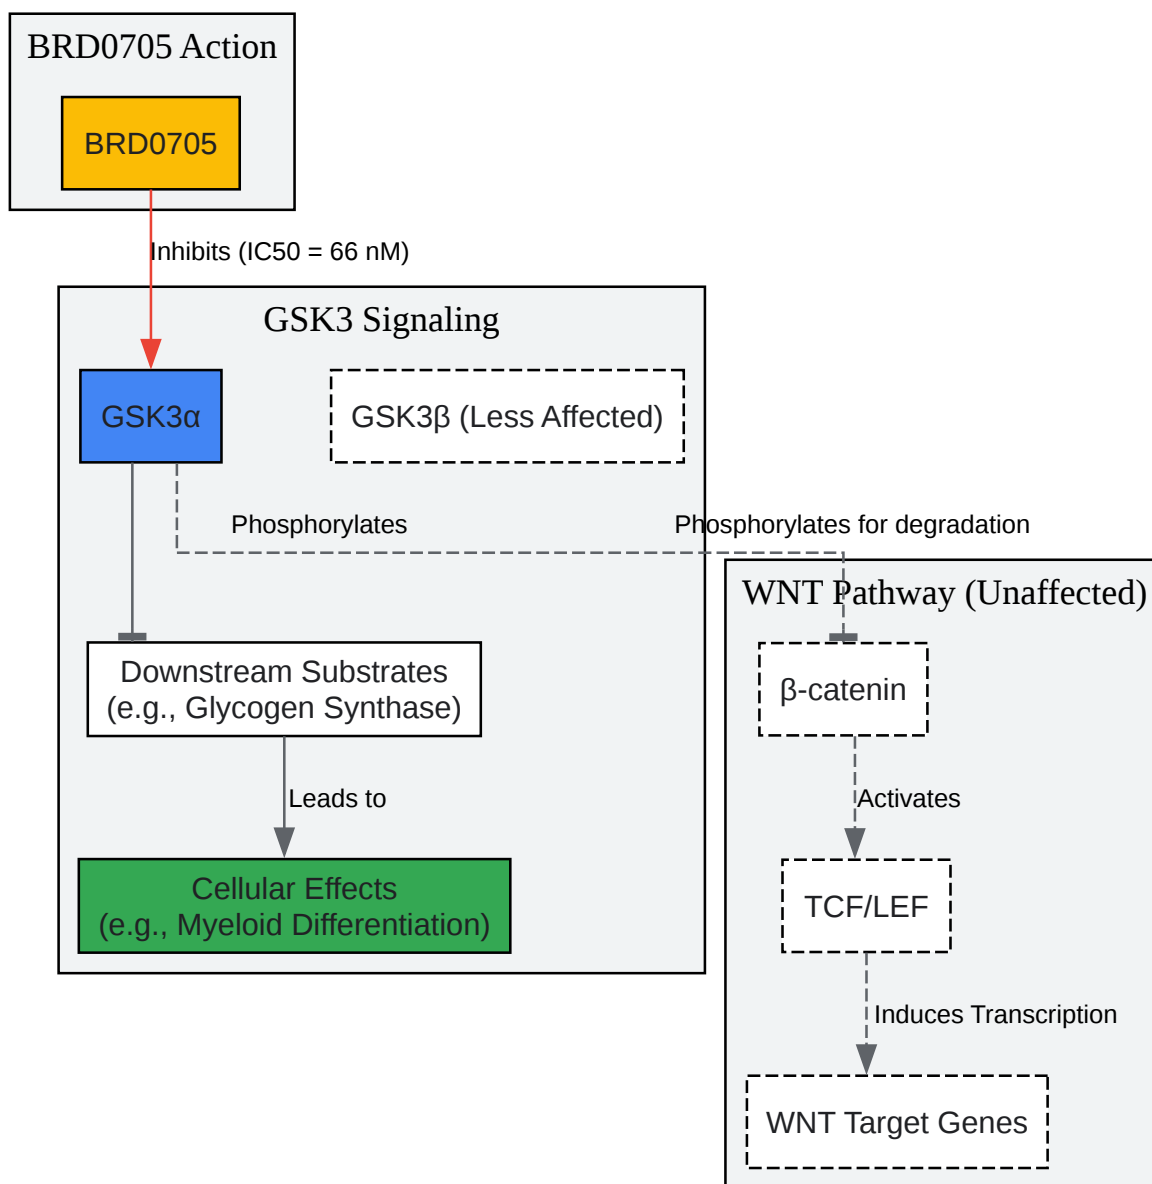 BRD0705 Action
BRD0705
Inhibits (IC50 = 66 nM)
GSK3 Signaling
GSK3α
GSK3β (Less Affected)
Phosphorylates
Phosphorylates for degradation
WNT Pathway (Unaffected)
Downstream Substrates
(e.g., Glycogen Synthase)
β-catenin
Leads to
Activates
Cellular Effects
(e.g., Myeloid Differentiation)
TCF/LEF
Induces Transcription
WNT Target Genes